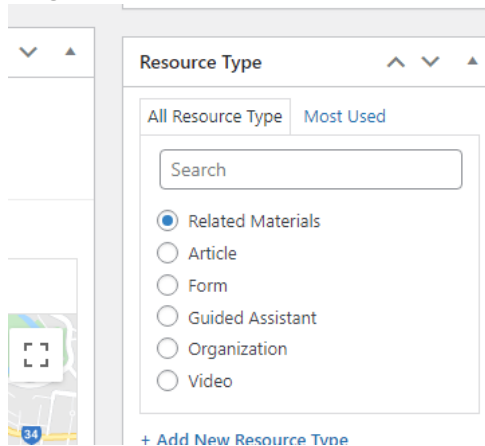 Resource Type
All Resource Type Most Used
Search
Related Materials
Article
Form
Guided Assistant
Organization
Video
34
+ Add New Resource Type